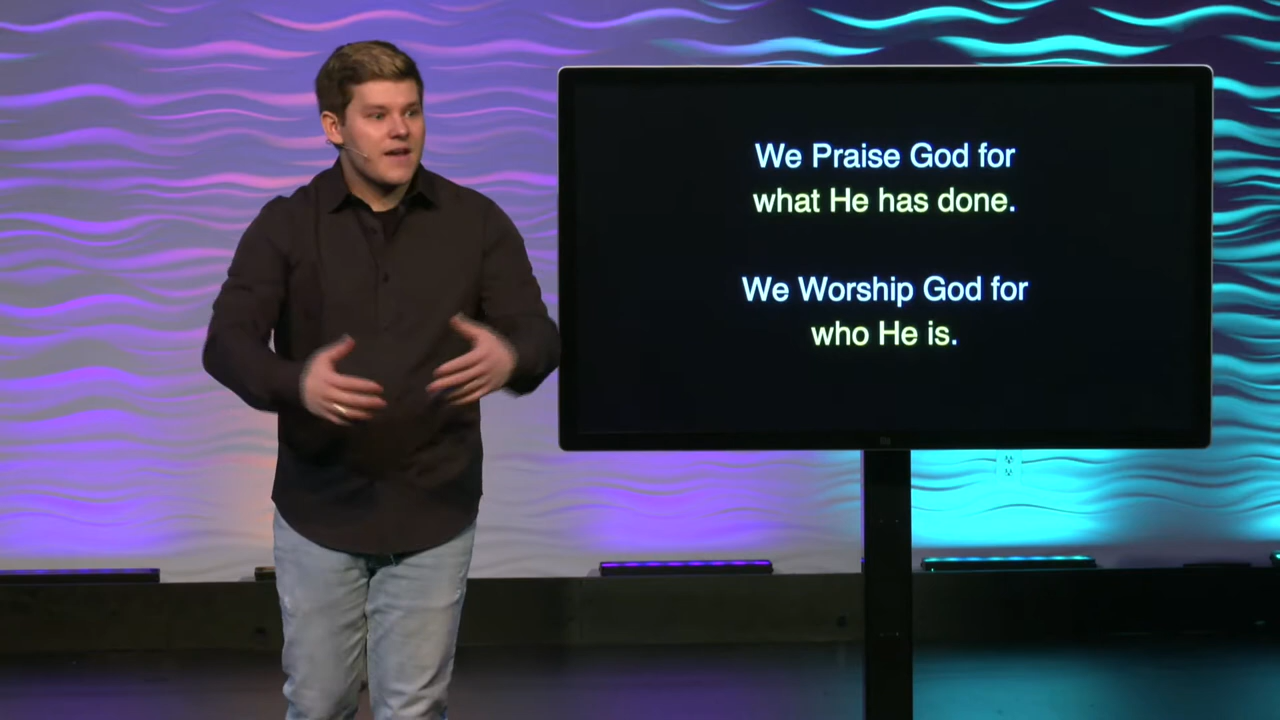 We Praise God for
what He has done.
We Worship God for
who He is.